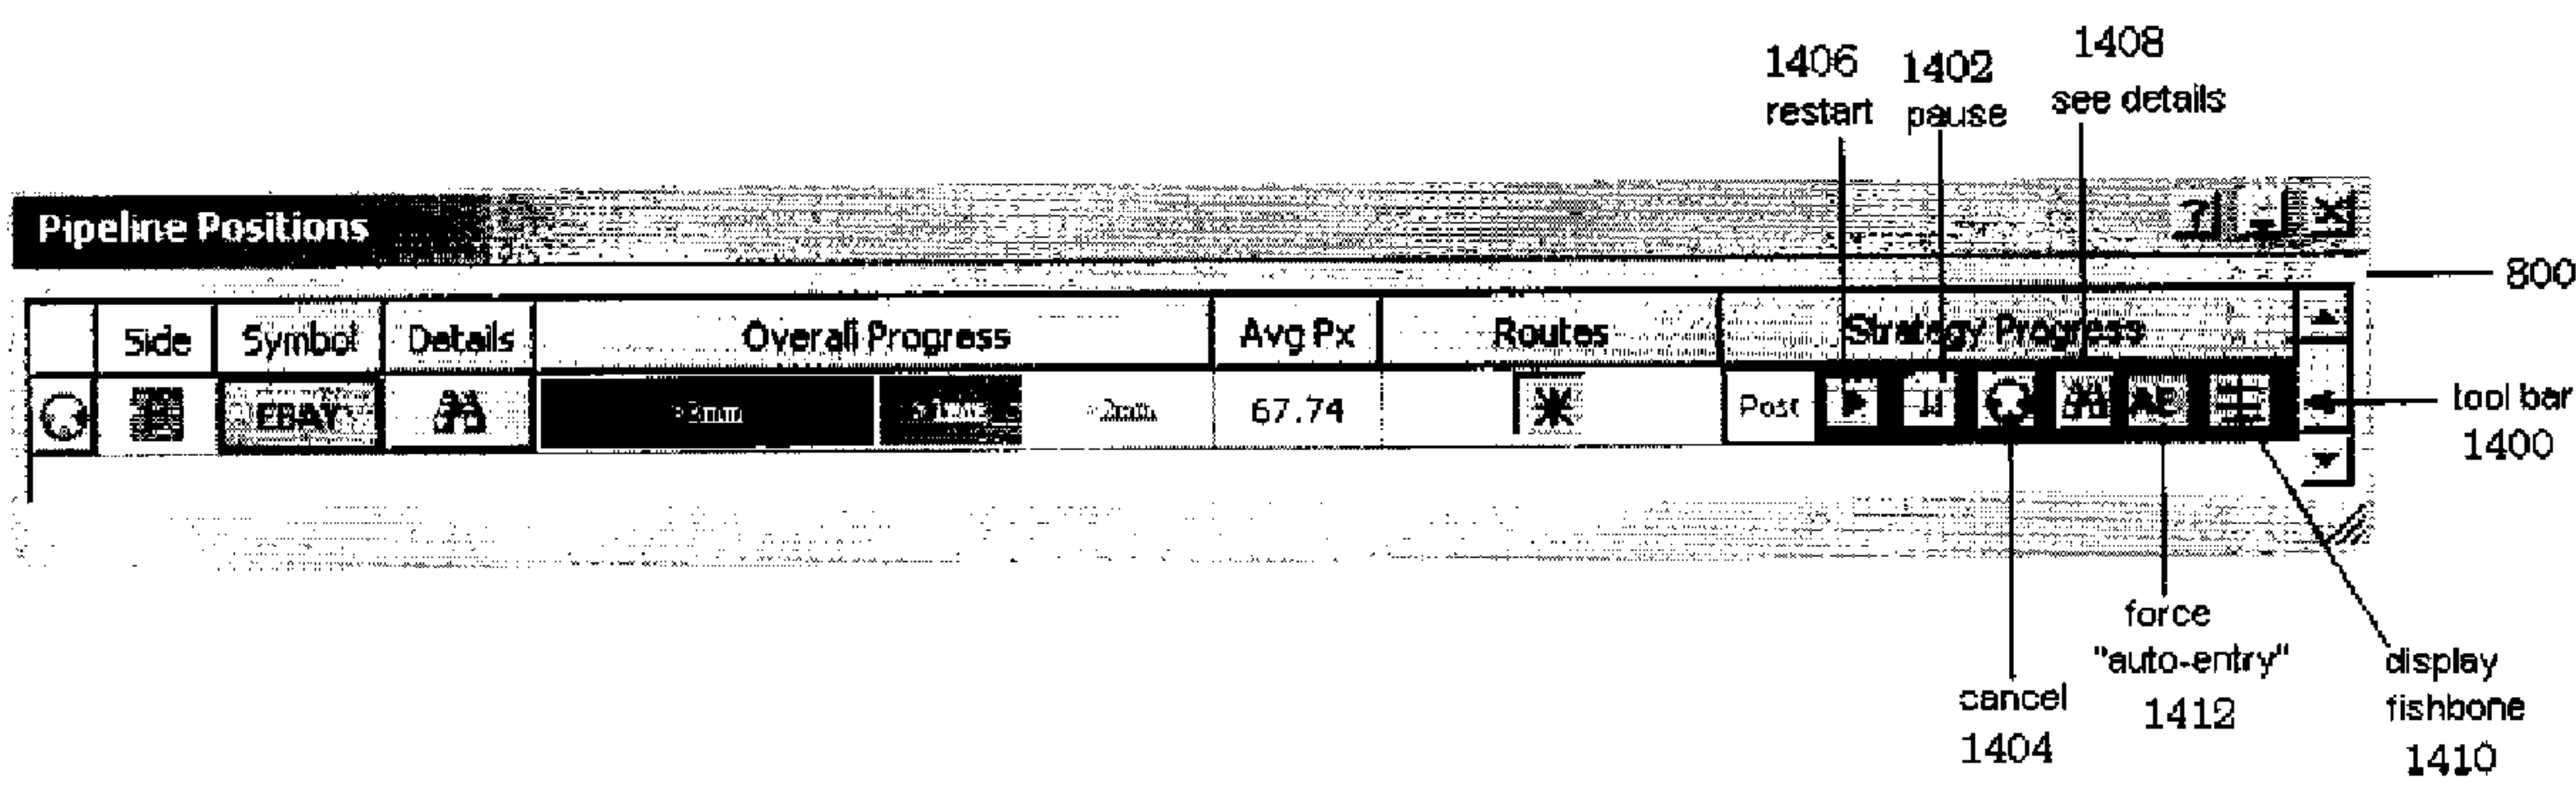 1406
restart
1402
pause
1408
see details
Pipeline Positions
?
800
Side Symbol Details Overall Progress Avg Px Routes Strategy Progress
EBAY 67.74 Post AE
tool bar
1400
cancel
1404
force
"auto-entry"
1412
display
fishbone
1410